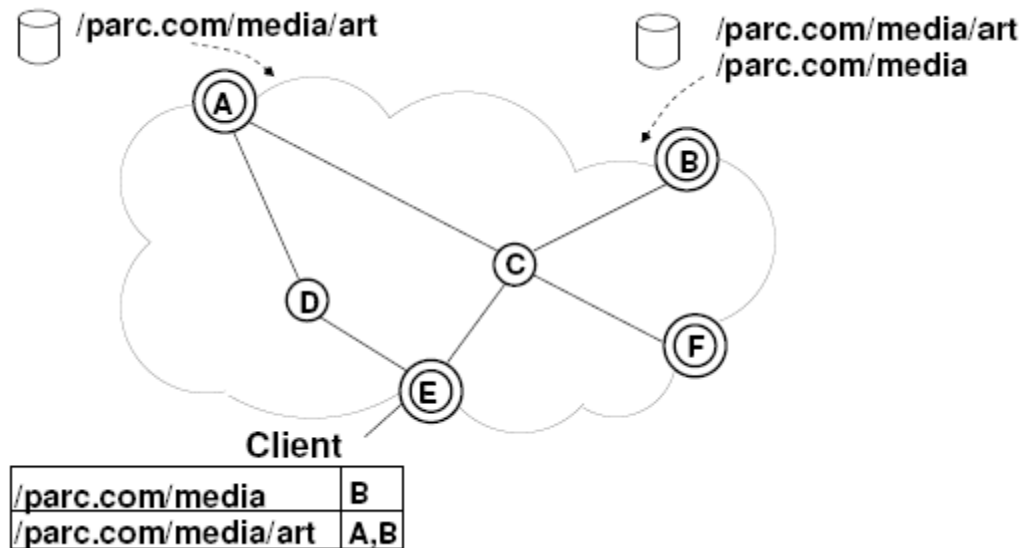 /parc.com/media/art
/parc.com/media/art
/parc.com/media
A
B
C
D
F
E
Client
/parc.com/media B
/parc.com/media/art A,B